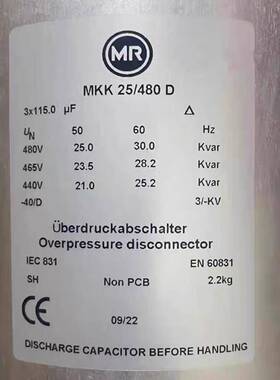 MR
MKK 25/480 D
3x115.0 µF Δ
UN 50 60 Hz
480V 25.0 30.0 Kvar
465V 23.5 28.2 Kvar
440V 21.0 25.2 Kvar
-40/D 3/-KV
Überdruckabschalter
Overpressure disconnector
IEC 831 EN 60831
SH Non PCB 2.2kg
CE 09/22
DISCHARGE CAPACITOR BEFORE HANDLING